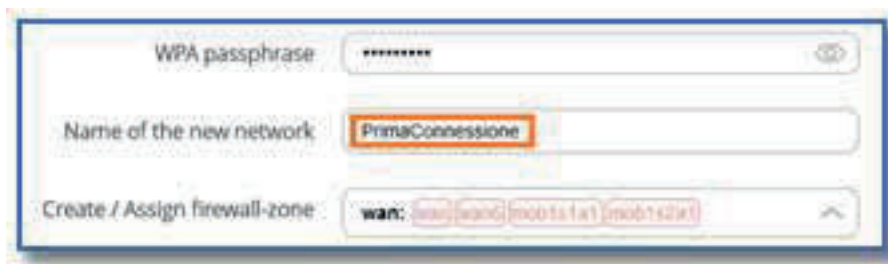 WPA passphrase •••••••••
Name of the new network PrimaConnessione
Create / Assign firewall-zone wan: wan wan6 mob1s1a1 mob1s2a1